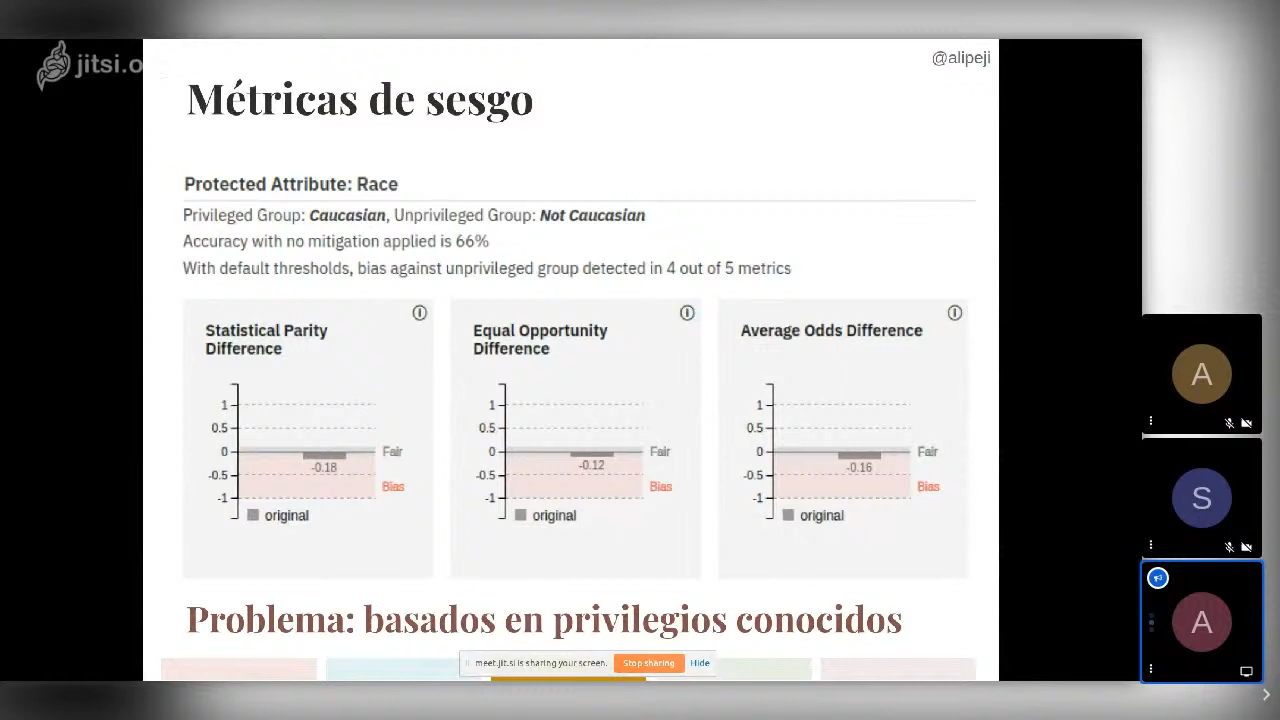 jitsi.o
@alipeji
Métricas de sesgo
Protected Attribute: Race
Privileged Group: Caucasian, Unprivileged Group: Not Caucasian
Accuracy with no mitigation applied is 66%
With default thresholds, bias against unprivileged group detected in 4 out of 5 metrics
Statistical Parity
Difference
1
0.5
0
-0.5
-1
-0.18
Fair
Bias
original
Equal Opportunity
Difference
1
0.5
0
-0.5
-1
-0.12
Fair
Bias
original
Average Odds Difference
1
0.5
0
-0.5
-1
-0.16
Fair
Bias
original
Problema: basados en privilegios conocidos
meet.jit.si is sharing your screen. Stop sharing Hide
A
S
A